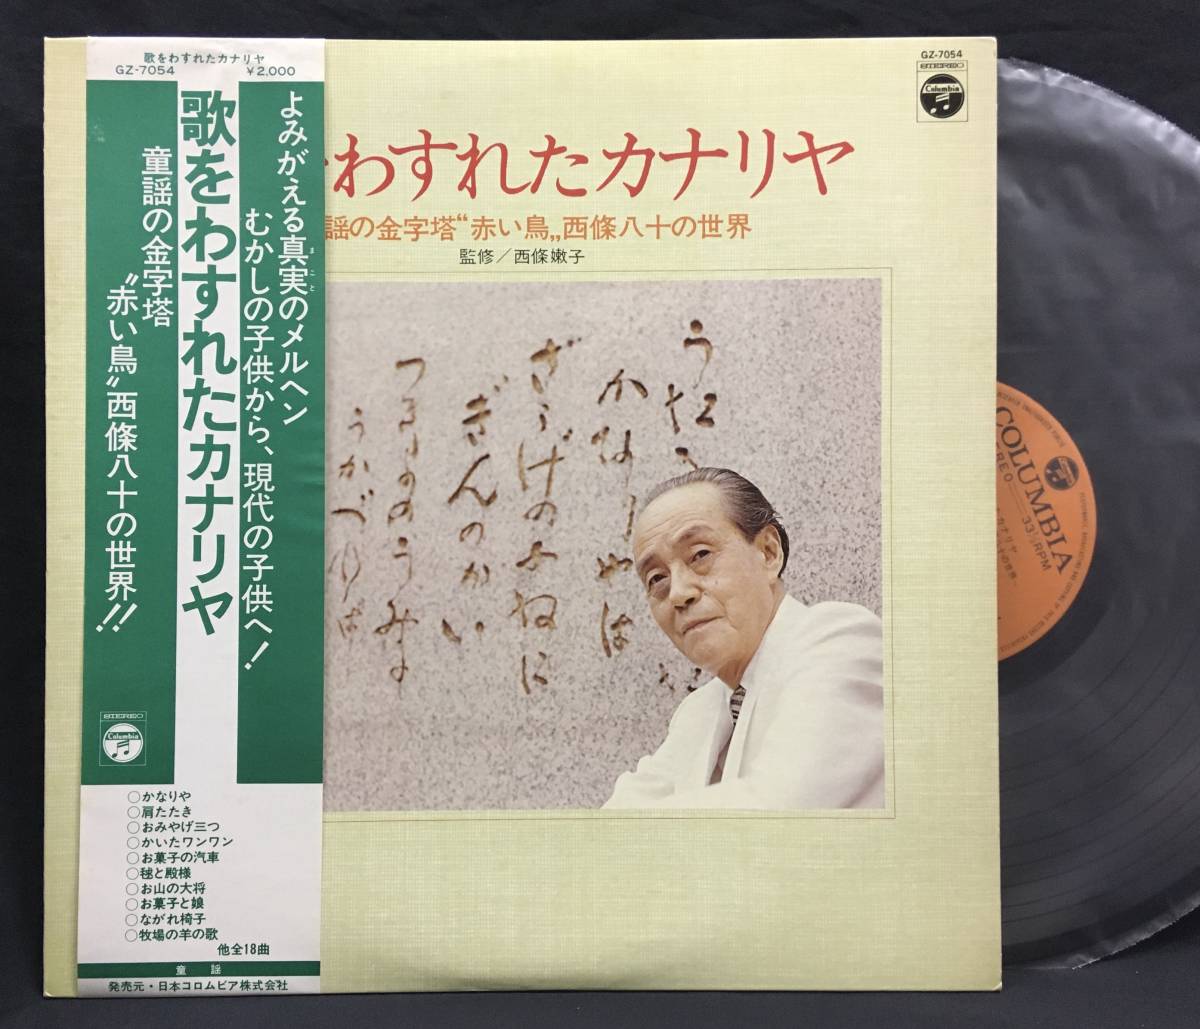 歌をわすれたカナリヤ
GZ-7054 ¥2,000
よみがえる真実のメルヘン
まこと
むかしの子供から、現代の子供へ!
歌をわすれたカナリヤ
童謡の金字塔
"赤い鳥"西條八十の世界!!
STEREO
Columbia
○かなりや
○肩たたき
○おみやげ三つ
○かいたワンワン
○お菓子の汽車
○毬と殿様
○お山の大将
○お菓子と娘
○ながれ椅子
○牧場の羊の歌
他全18曲
童謡
発売元・日本コロムビア株式会社
GZ-7054
STEREO
Columbia
わすれたカナリヤ
謡の金字塔"赤い鳥"西條八十の世界
監修/西條嫩子
かなりやは
ぞうげのふねに
ぎんのかい
つきよのうみに
うかべれば
COLUMBIA
33⅓RPM
カナリヤ